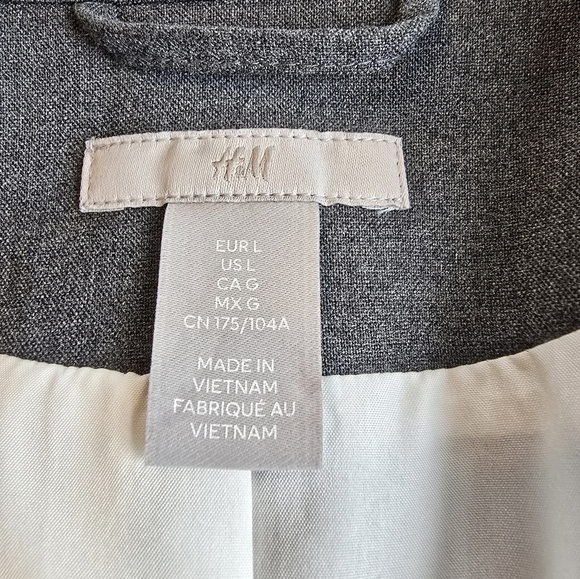 H&M
EUR L
US L
CA G
MX G
CN 175/104A
MADE IN
VIETNAM
FABRIQUÉ AU
VIETNAM